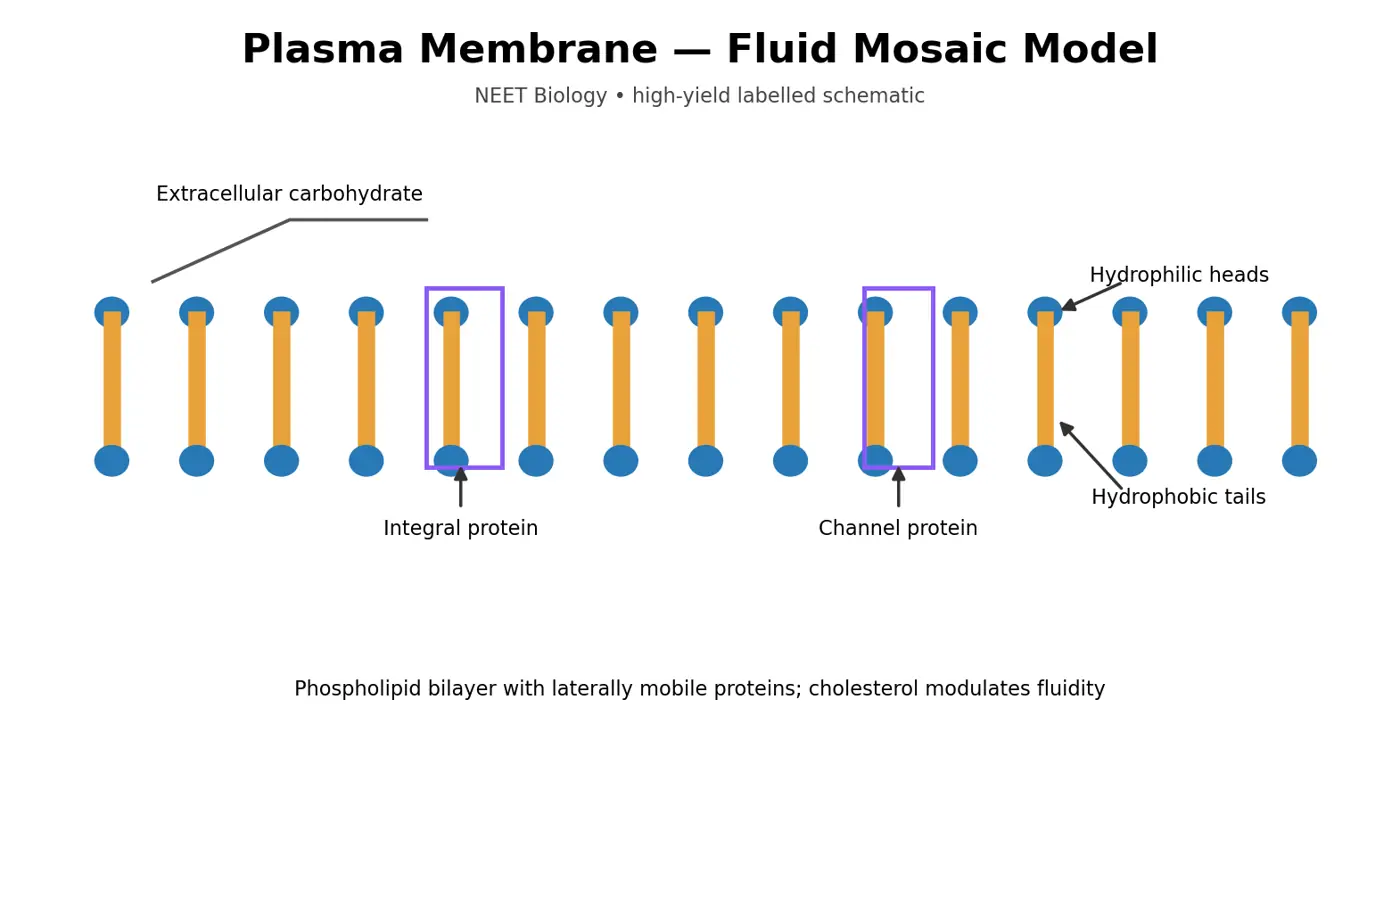 Plasma Membrane — Fluid Mosaic Model
NEET Biology • high-yield labelled schematic
Extracellular carbohydrate
Hydrophilic heads
Hydrophobic tails
Integral protein
Channel protein
Phospholipid bilayer with laterally mobile proteins; cholesterol modulates fluidity